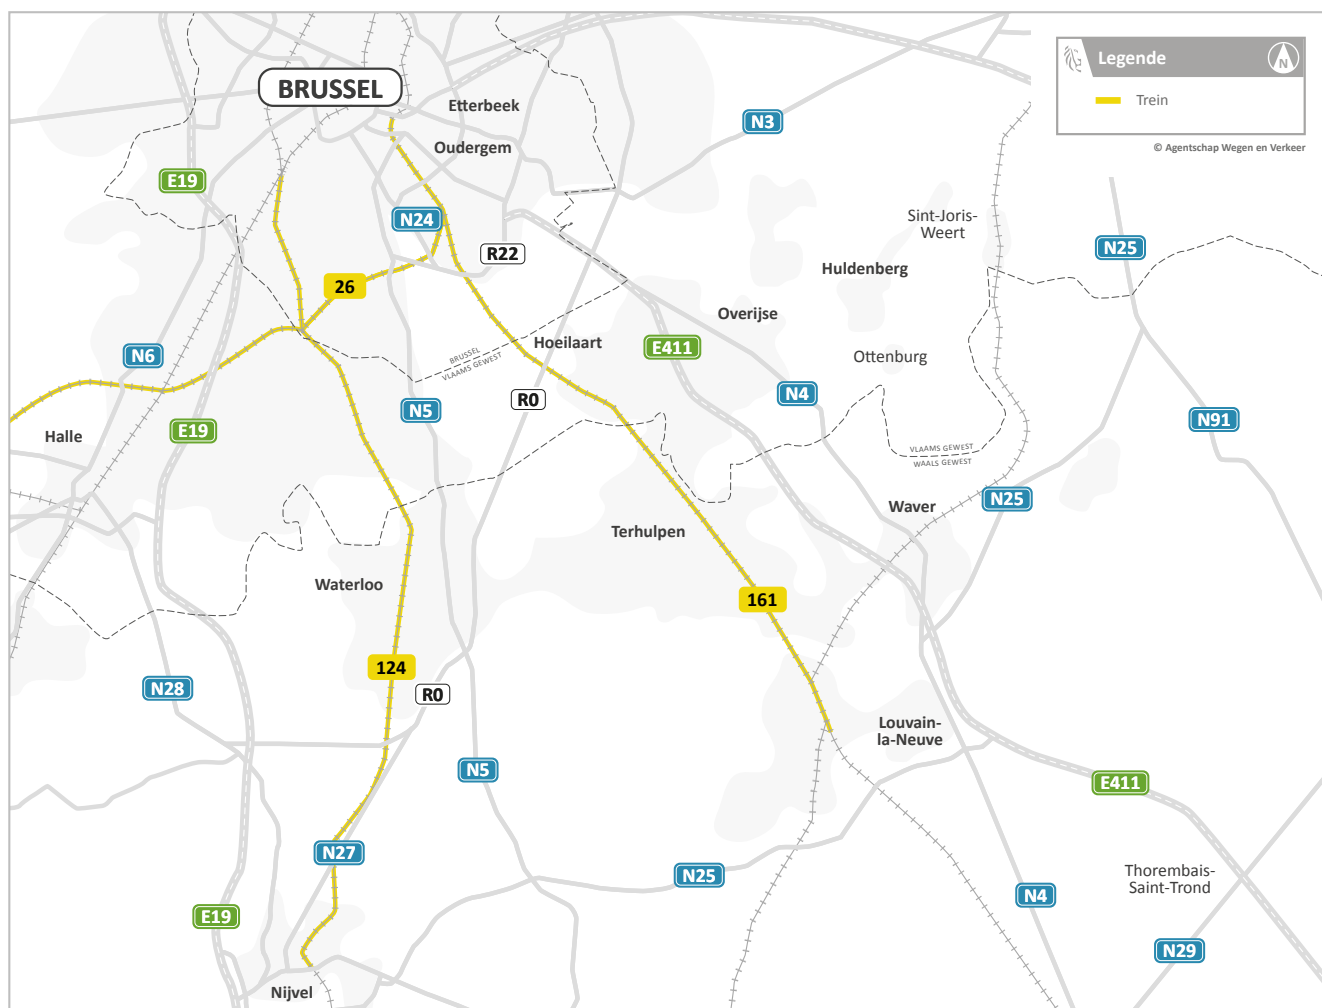 BRUSSEL
Etterbeek
Oudergem
Legende
N
Trein
© Agentschap Wegen en Verkeer
N3
E19
N24
R22
Sint-Joris-
Weert
N25
26
Huldenberg
Overijse
Hoeilaart
E411
N6
BRUSSEL
VLAAMS GEWEST
Ottenburg
R0
N5
N4
N91
E19
Halle
VLAAMS GEWEST
WAALS GEWEST
N25
Waver
Terhulpen
Waterloo
161
124
N28
R0
Louvain-
la-Neuve
N5
E411
N27
N25
Thorembais-
Saint-Trond
N4
E19
N29
Nijvel